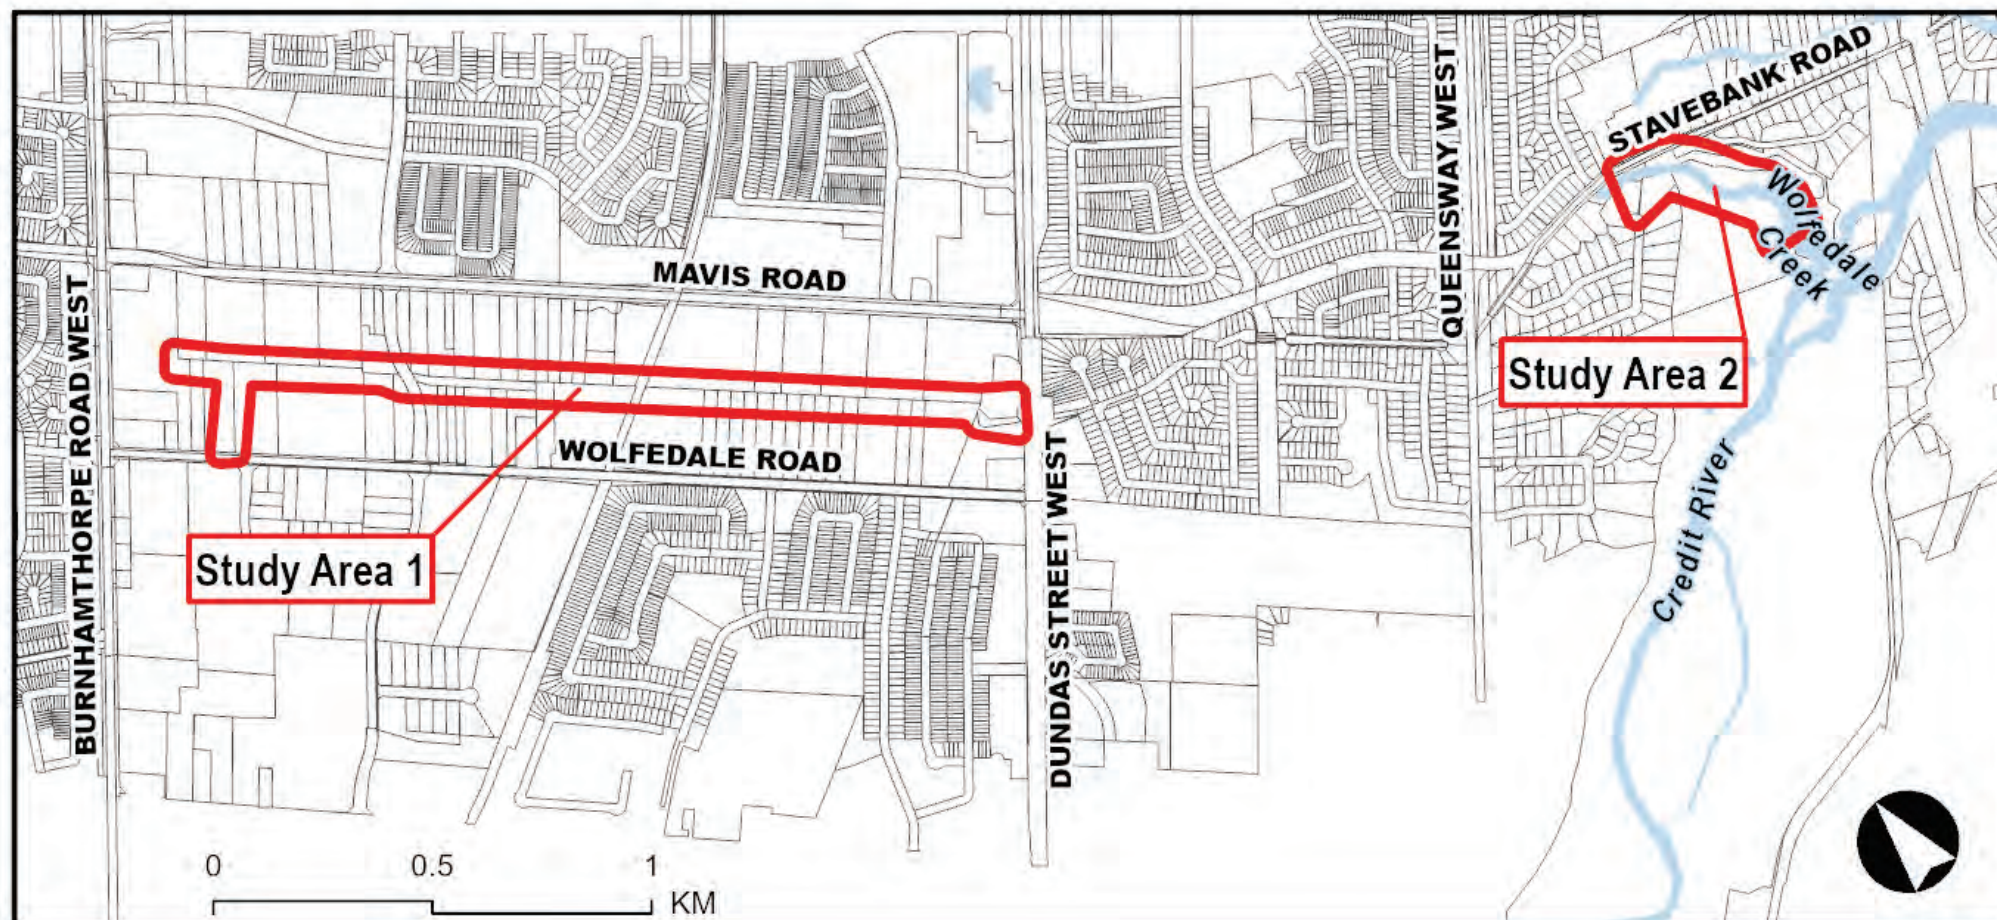 STAVEBANK ROAD
QUEENSWAY WEST
Wolfedale
Creek
MAVIS ROAD
BURNHAMTHORPE ROAD WEST
Study Area 2
WOLFEDALE ROAD
DUNDAS STREET WEST
Credit River
Study Area 1
0 0.5 1
KM